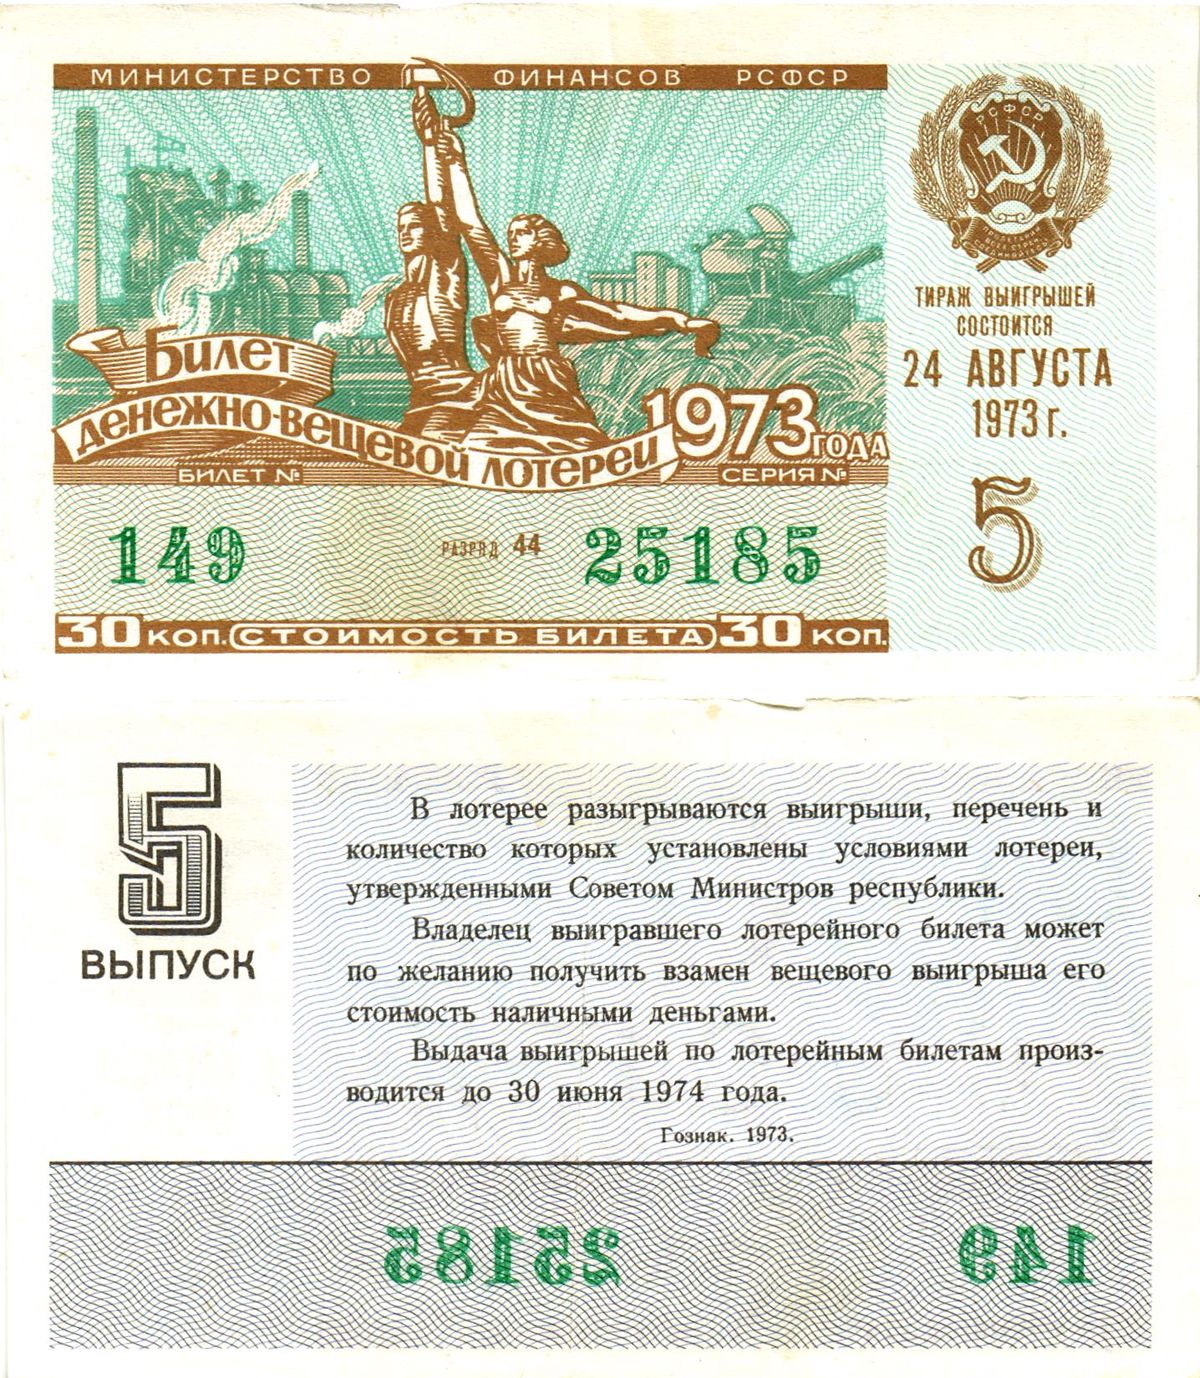 МИНИСТЕРСТВО ФИНАНСОВ РСФСР
РСФСР
Билет
денежно-вещевой лотереи 1973 ГОДА
БИЛЕТ № СЕРИЯ №
149 РАЗРЯД 44 25185
30 КОП. СТОИМОСТЬ БИЛЕТА 30 КОП.
ТИРАЖ ВЫИГРЫШЕЙ
СОСТОИТСЯ
24 АВГУСТА
1973 г.
5
5
ВЫПУСК
В лотерее разыгрываются выигрыши, перечень и
количество которых установлены условиями лотереи,
утвержденными Советом Министров республики.
Владелец выигравшего лотерейного билета может
по желанию получить взамен вещевого выигрыша его
стоимость наличными деньгами.
Выдача выигрышей по лотерейным билетам произ-
водится до 30 июня 1974 года.
Гознак. 1973.
25185 149